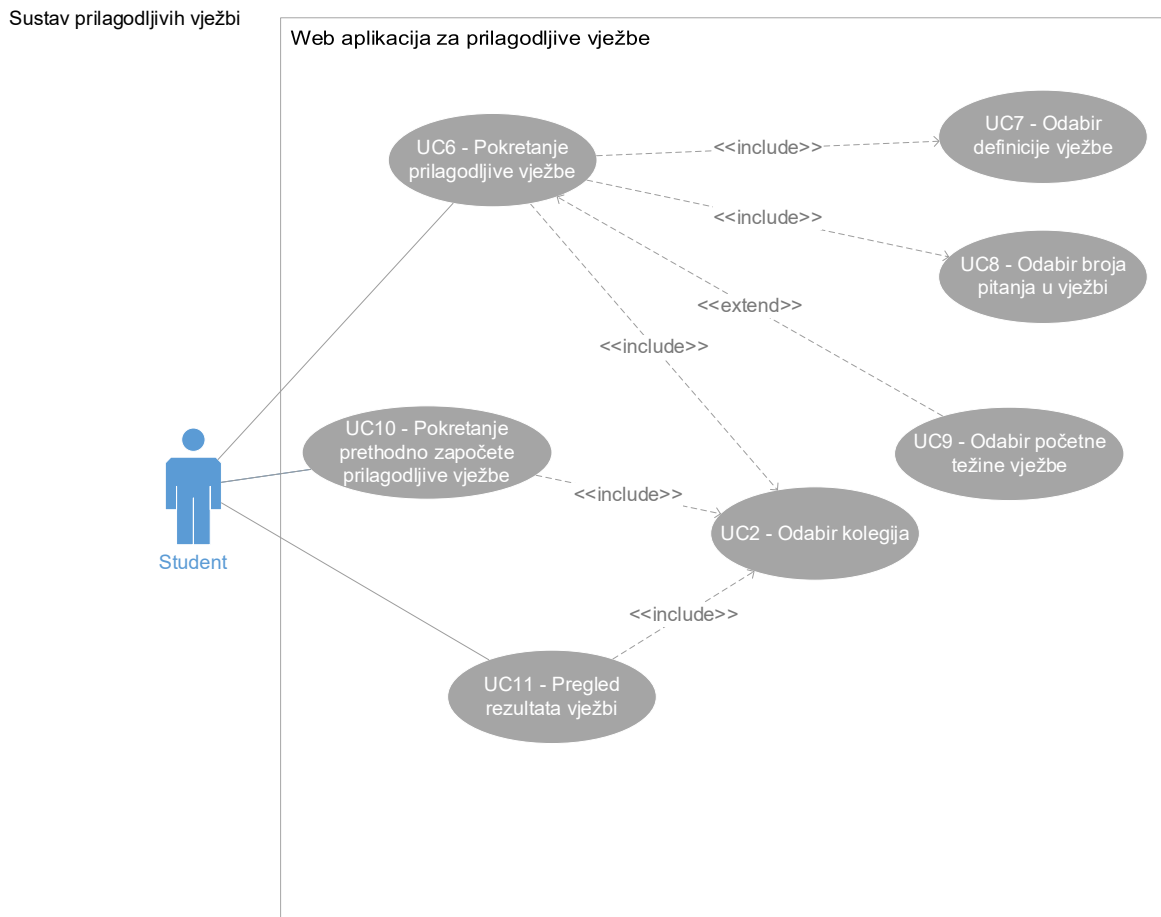 Sustav prilagodljivih vježbi
Web aplikacija za prilagodljive vježbe
UC6 - Pokretanje
prilagodljive vježbe
<<include>>
UC7 - Odabir
definicije vježbe
<<include>>
UC8 - Odabir broja
pitanja u vježbi
<<extend>>
<<include>>
UC10 - Pokretanje
prethodno započete
prilagodljive vježbe
UC9 - Odabir početne
težine vježbe
<<include>>
UC2 - Odabir kolegija
Student
<<include>>
UC11 - Pregled
rezultata vježbi